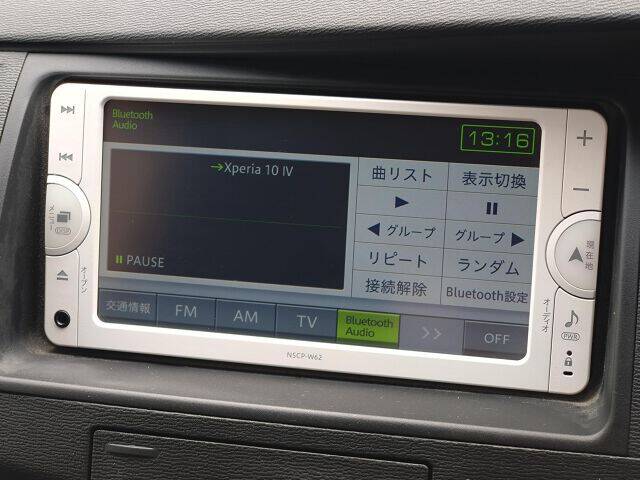 Bluetooth
Audio
13:16
→Xperia 10 IV
PAUSE
曲リスト
表示切換
◀ グループ
グループ ▶
リピート
ランダム
接続解除
Bluetooth設定
交通情報
FM
AM
TV
Bluetooth
Audio
>>
OFF
メニュー
DISP
オープン
現在地
オーディオ
PWR
NSCP-W62